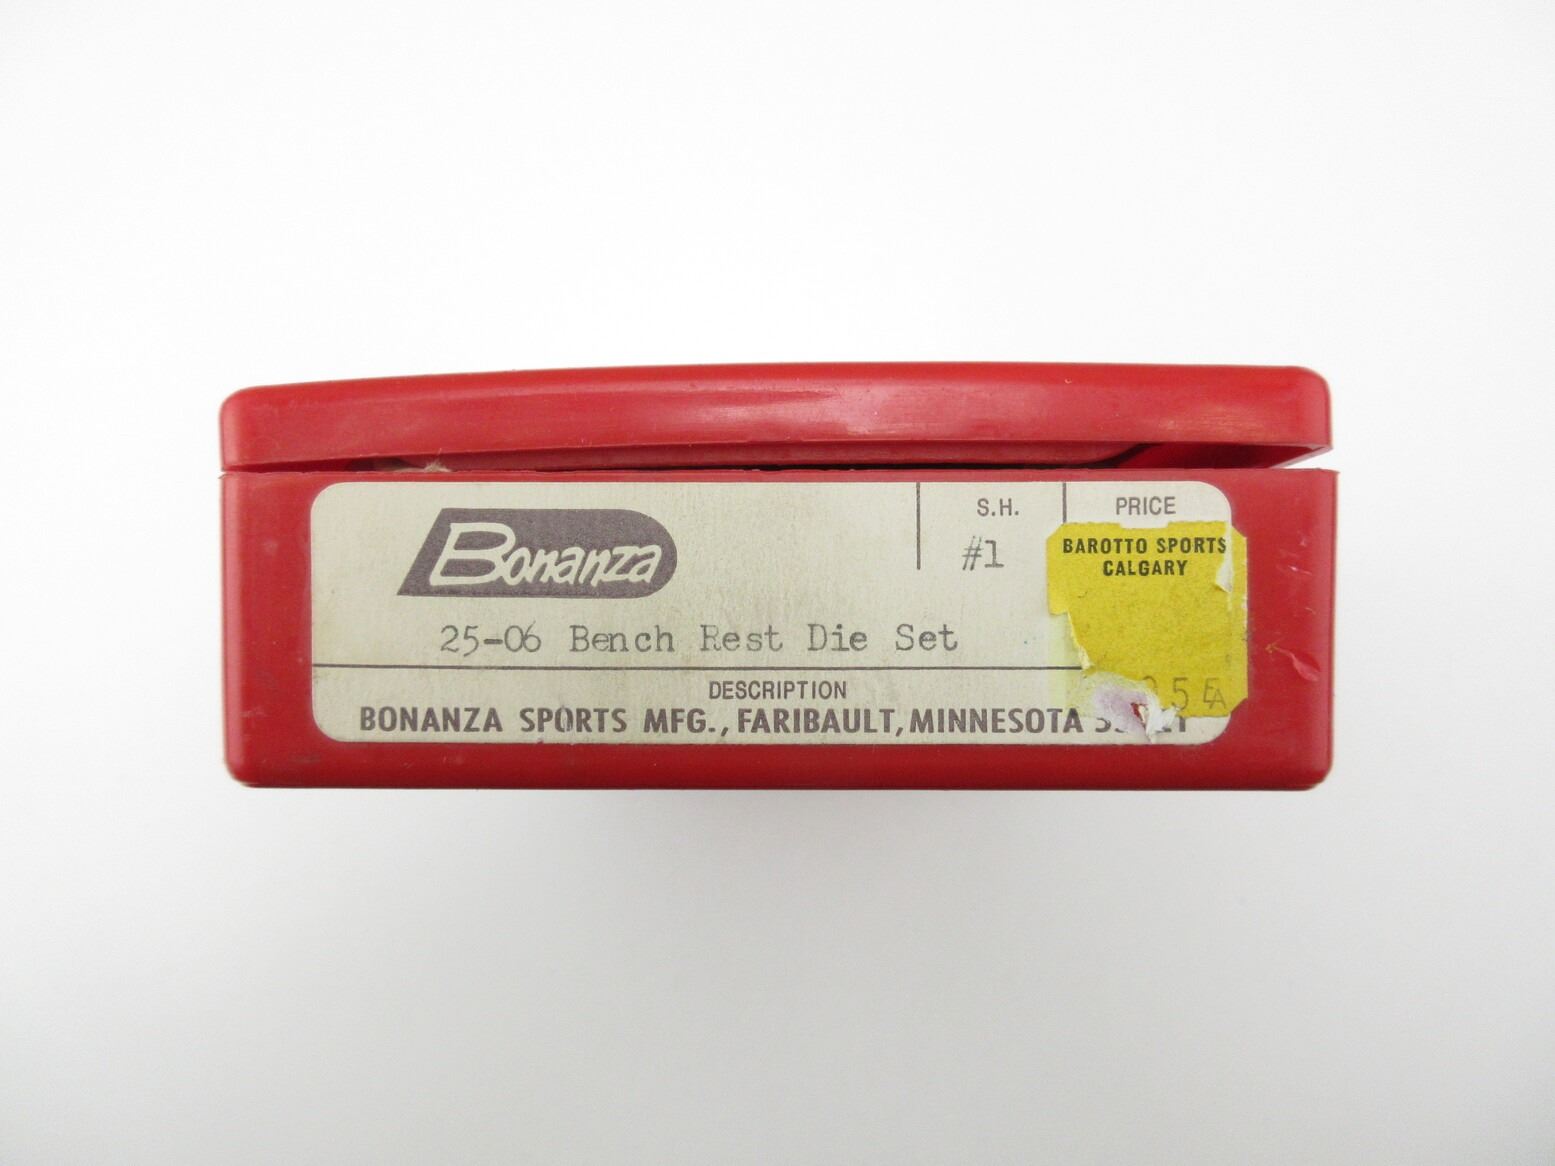 Bonanza
S.H.
#1
PRICE
BAROTTO SPORTS
CALGARY
25-06 Bench Rest Die Set
DESCRIPTION
BONANZA SPORTS MFG., FARIBAULT, MINNESOTA